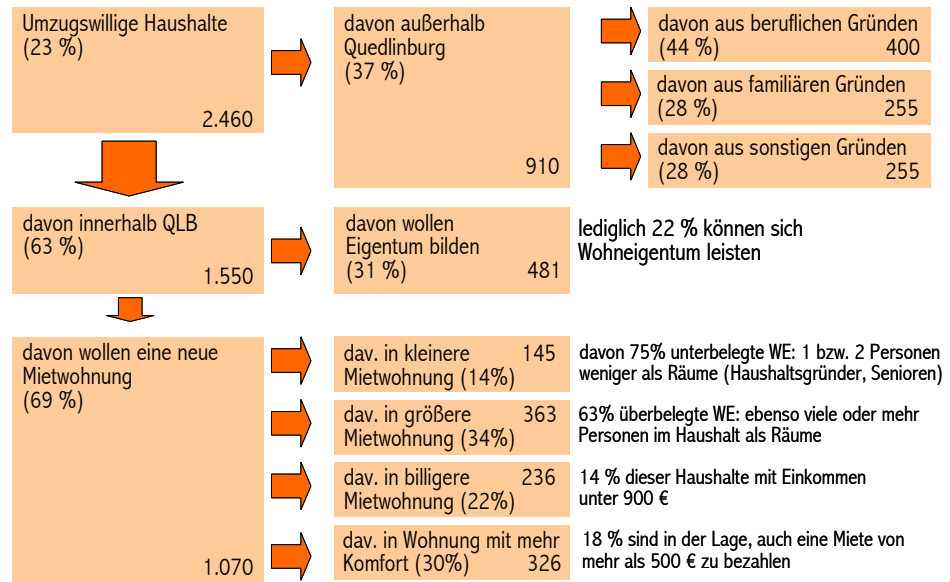 Umzugswillige Haushalte
(23 %)
2.460
davon außerhalb
Quedlinburg
(37 %)
910
davon aus beruflichen Gründen
(44 %) 400
davon aus familiären Gründen
(28 %) 255
davon aus sonstigen Gründen
(28 %) 255
davon innerhalb QLB
(63 %)
1.550
davon wollen
Eigentum bilden
(31 %) 481
lediglich 22 % können sich
Wohneigentum leisten
davon wollen eine neue
Mietwohnung
(69 %)
1.070
dav. in kleinere 145
Mietwohnung (14%)
davon 75% unterbelegte WE: 1 bzw. 2 Personen
weniger als Räume (Haushaltsgründer, Senioren)
dav. in größere 363
Mietwohnung (34%)
63% überbelegte WE: ebenso viele oder mehr
Personen im Haushalt als Räume
dav. in billigere 236
Mietwohnung (22%)
14 % dieser Haushalte mit Einkommen
unter 900 €
dav. in Wohnung mit mehr
Komfort (30%) 326
18 % sind in der Lage, auch eine Miete von
mehr als 500 € zu bezahlen